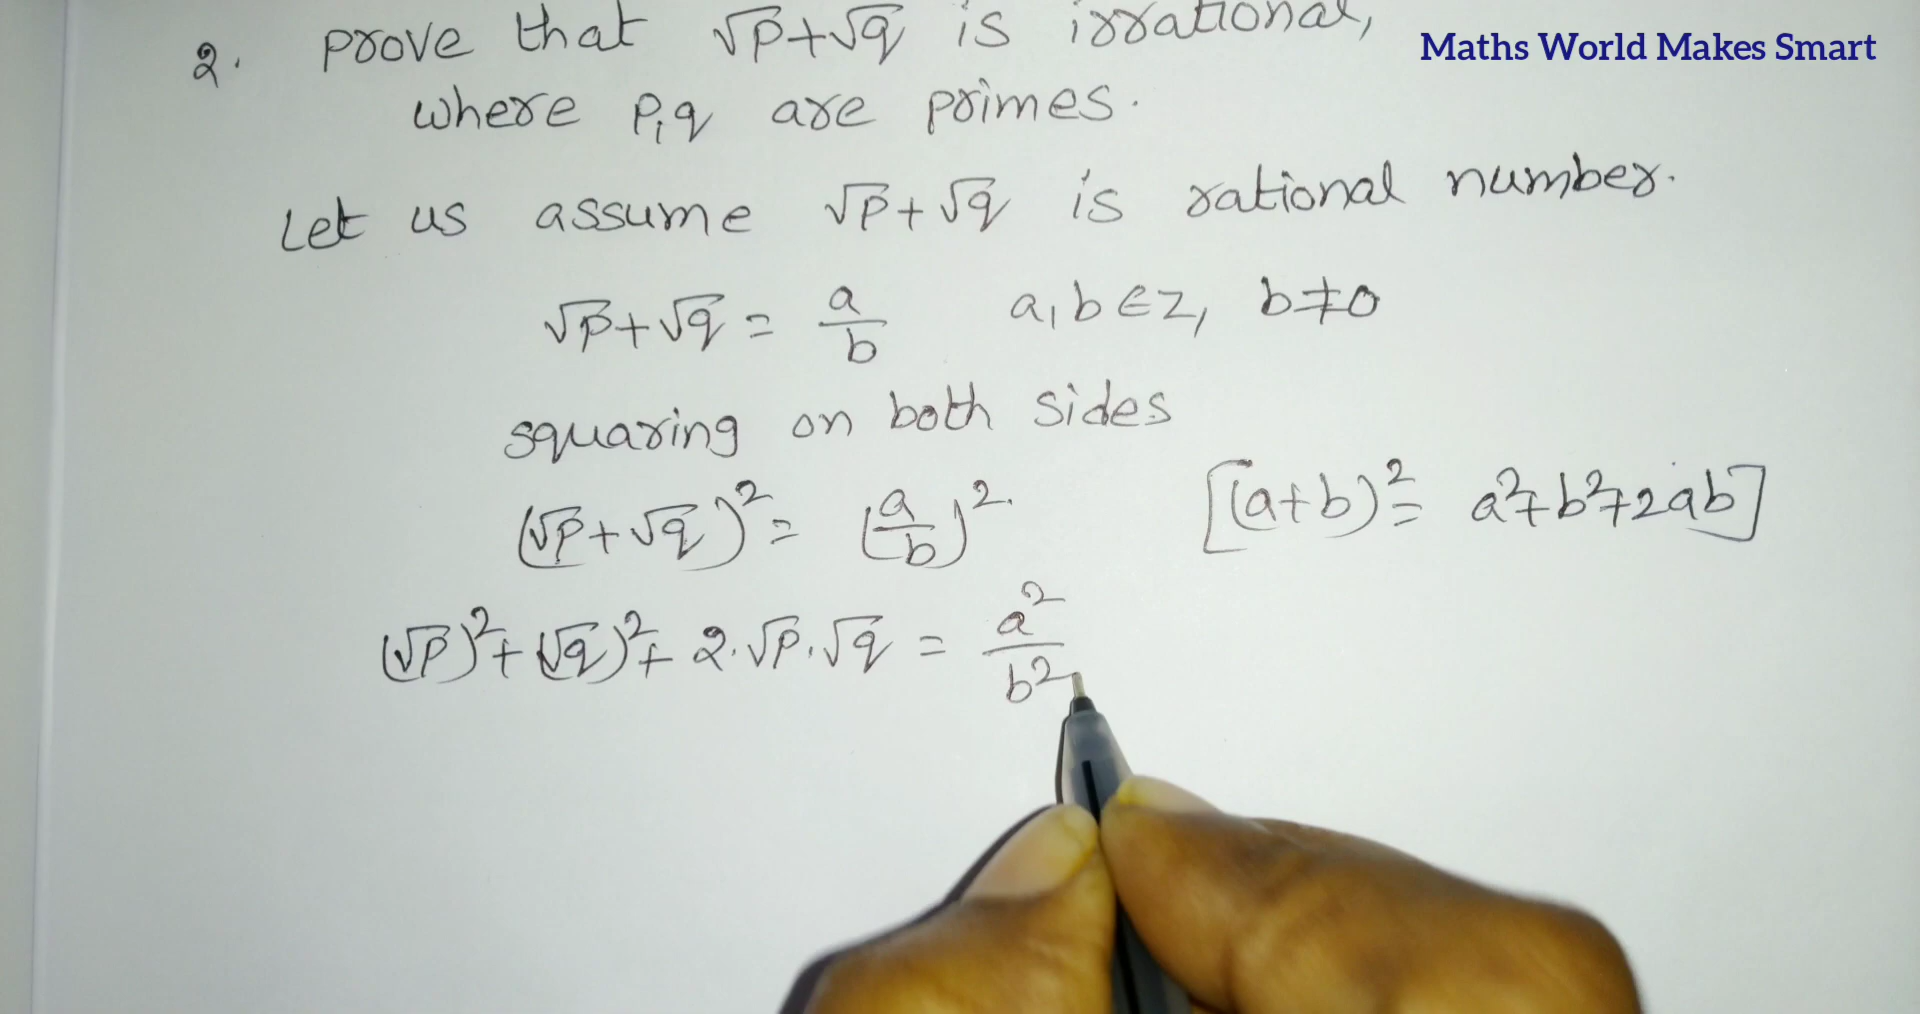 2. prove that √p+√q is irrational,
Maths World Makes Smart
where p,q are primes.
Let us assume √p+√q is rational number.
√p+√q = a/b a,b∈z, b≠0
squaring on both sides
(√p+√q)² = (a/b)². [(a+b)² = a²+b²+2ab]
(√p)²+(√q)²+2.√p.√q = a²/b²